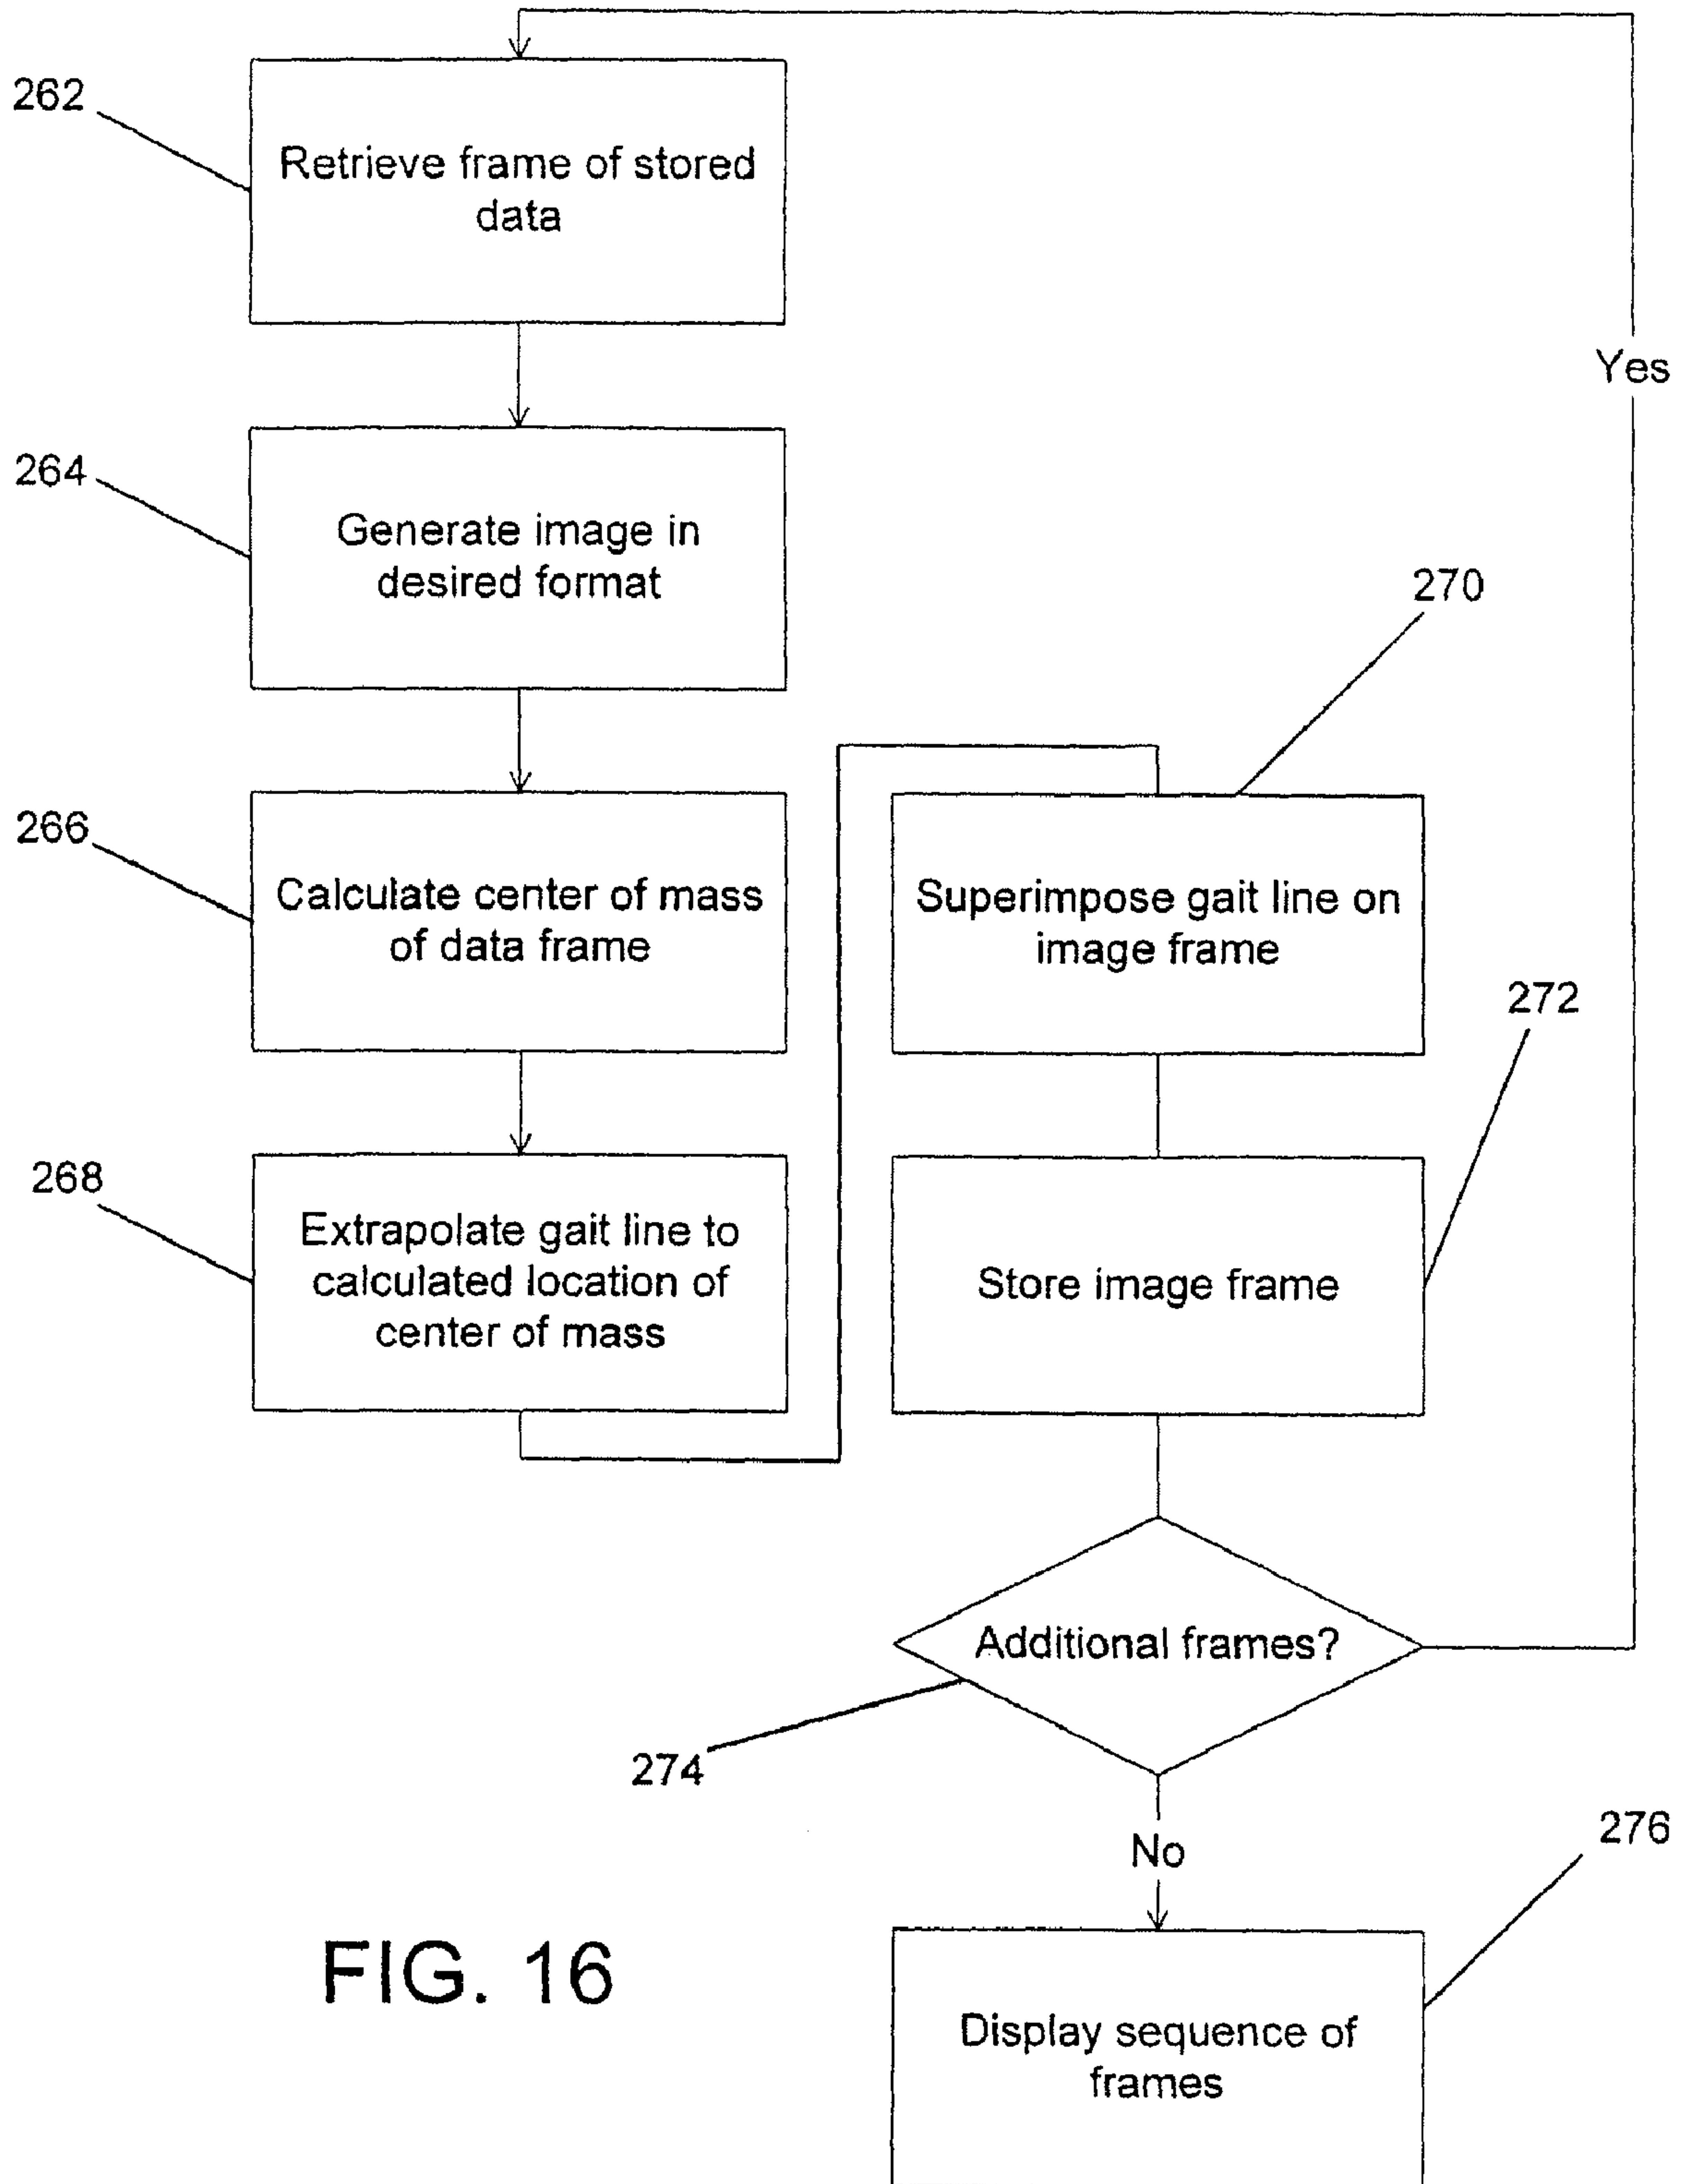 262
Retrieve frame of stored
data
Yes
264
Generate image in
desired format
270
266
Calculate center of mass
of data frame
Superimpose gait line on
image frame
272
268
Extrapolate gait line to
calculated location of
center of mass
Store image frame
Additional frames?
274
No
276
FIG. 16
Display sequence of
frames